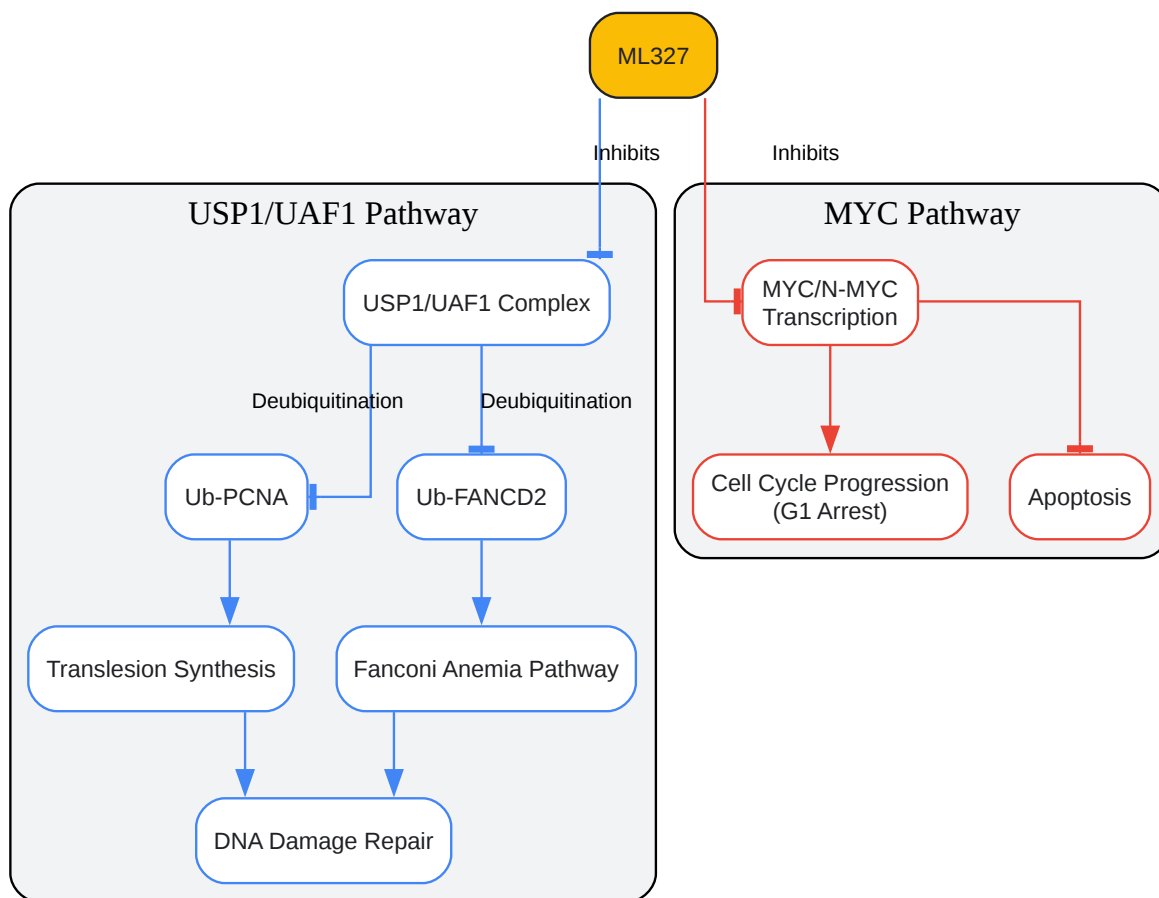 ML327
Inhibits
Inhibits
USP1/UAF1 Pathway
MYC Pathway
USP1/UAF1 Complex
MYC/N-MYC
Transcription
Deubiquitination
Deubiquitination
Ub-PCNA
Ub-FANCD2
Cell Cycle Progression
(G1 Arrest)
Apoptosis
Translesion Synthesis
Fanconi Anemia Pathway
DNA Damage Repair